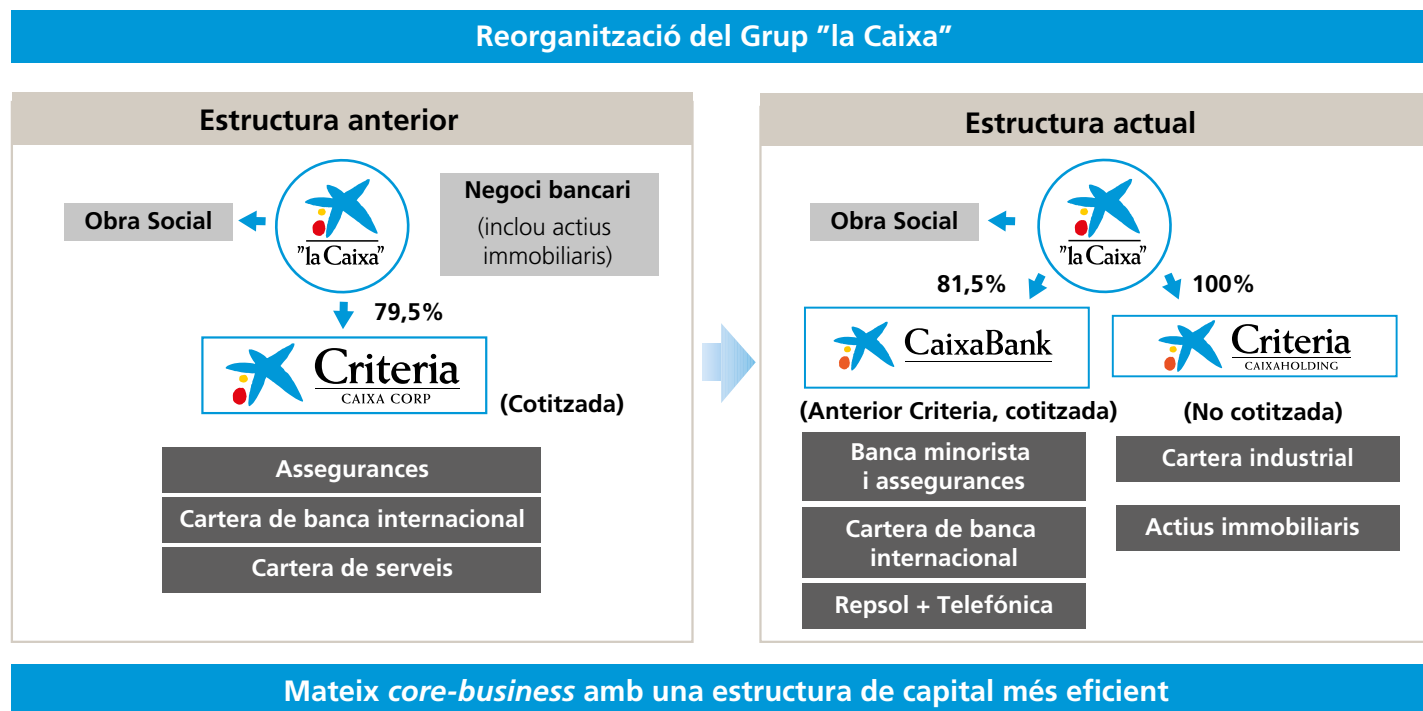 Reorganització del Grup "la Caixa"
Estructura anterior
Obra Social
"la Caixa"
Negoci bancari
(inclou actius
immobiliaris)
79,5%
Criteria
CAIXA CORP
(Cotitzada)
Assegurances
Cartera de banca internacional
Cartera de serveis
Estructura actual
Obra Social
"la Caixa"
81,5%
100%
CaixaBank
Criteria
CAIXAHOLDING
(Anterior Criteria, cotitzada)
(No cotitzada)
Banca minorista
i assegurances
Cartera de banca
internacional
Repsol + Telefónica
Cartera industrial
Actius immobiliaris
Mateix core-business amb una estructura de capital més eficient